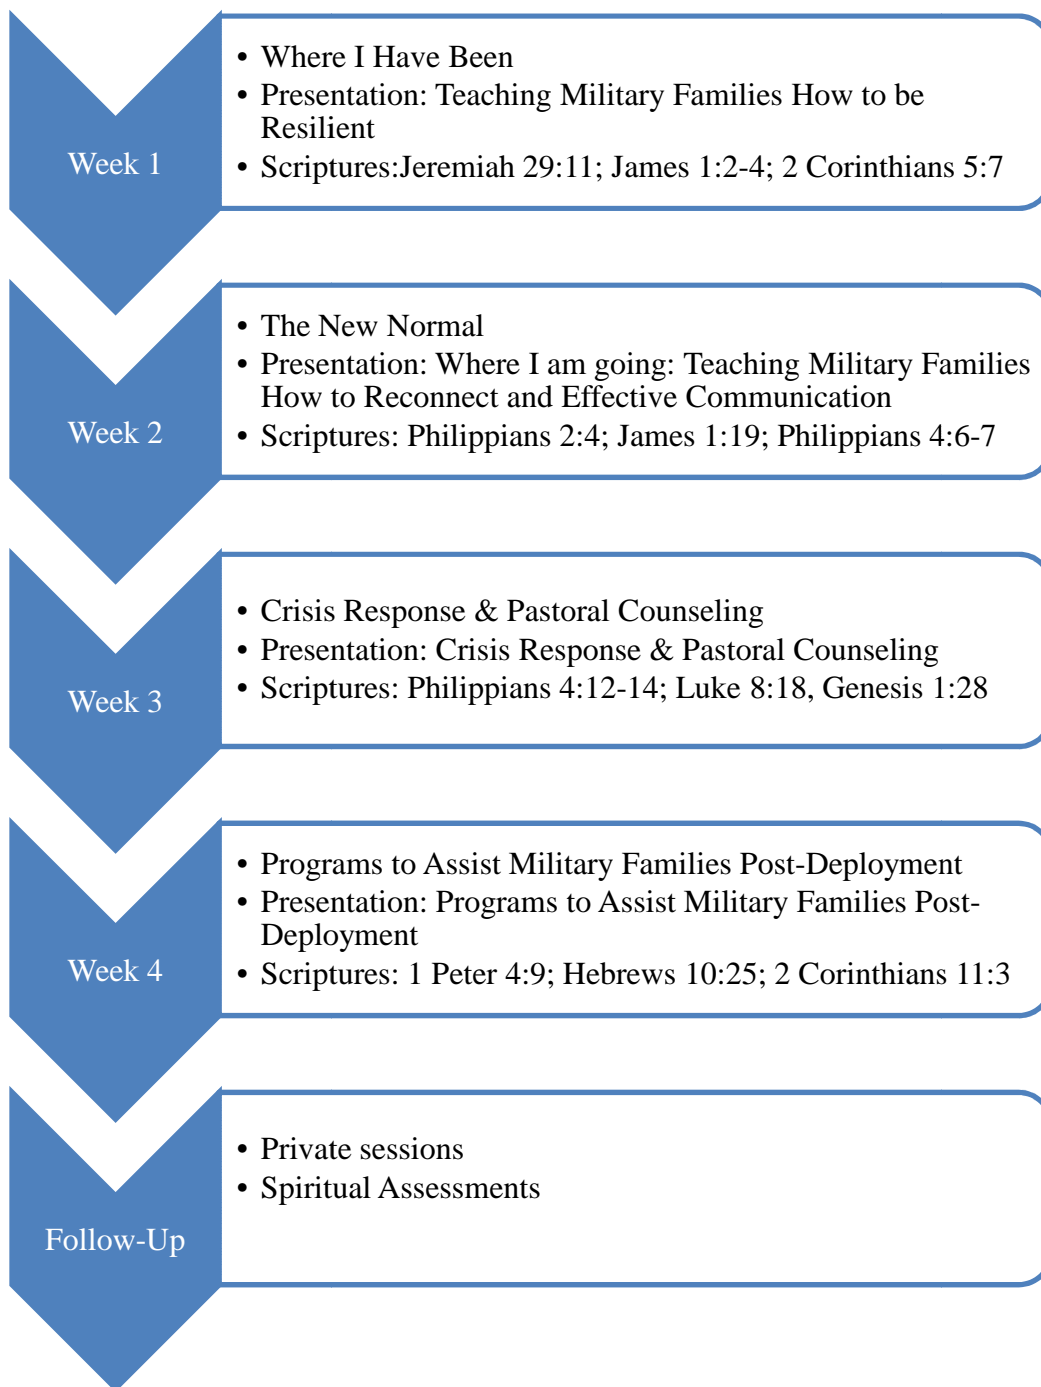 Week 1
• Where I Have Been
• Presentation: Teaching Military Families How to be
Resilient
• Scriptures:Jeremiah 29:11; James 1:2-4; 2 Corinthians 5:7
Week 2
• The New Normal
• Presentation: Where I am going: Teaching Military Families
How to Reconnect and Effective Communication
• Scriptures: Philippians 2:4; James 1:19; Philippians 4:6-7
Week 3
• Crisis Response & Pastoral Counseling
• Presentation: Crisis Response & Pastoral Counseling
• Scriptures: Philippians 4:12-14; Luke 8:18, Genesis 1:28
Week 4
• Programs to Assist Military Families Post-Deployment
• Presentation: Programs to Assist Military Families Post-
Deployment
• Scriptures: 1 Peter 4:9; Hebrews 10:25; 2 Corinthians 11:3
Follow-Up
• Private sessions
• Spiritual Assessments